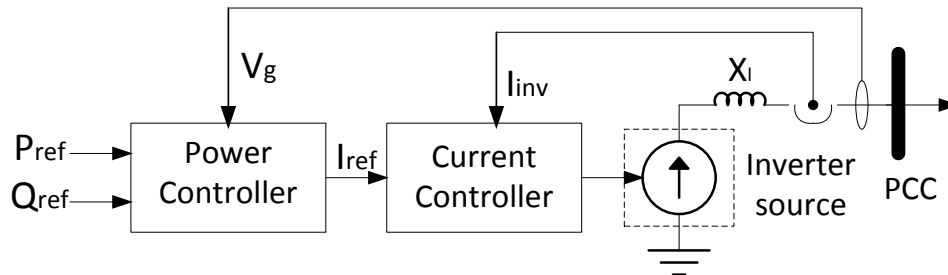 Vg
Iinv
Xl
Pref
Qref
Power
Controller
Iref
Current
Controller
Inverter
source
PCC